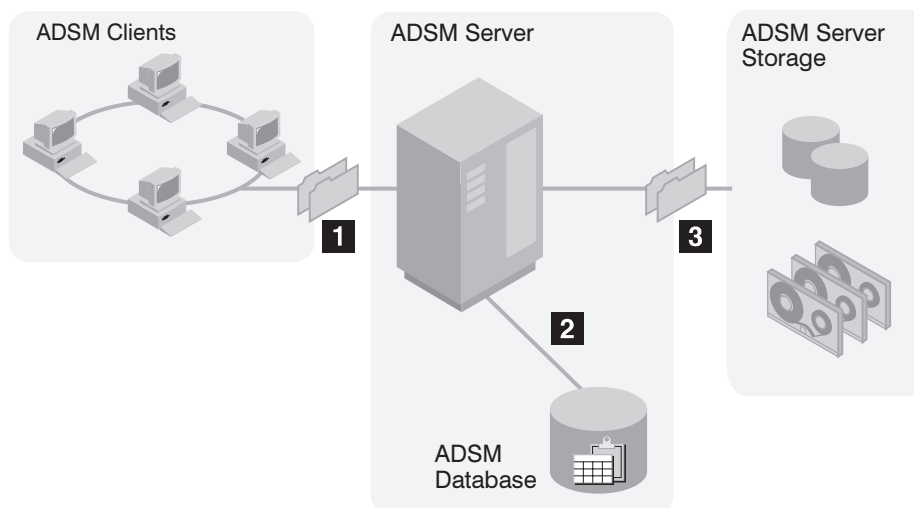 ADSM Clients
ADSM Server
ADSM Server
Storage
1
3
2
ADSM
Database